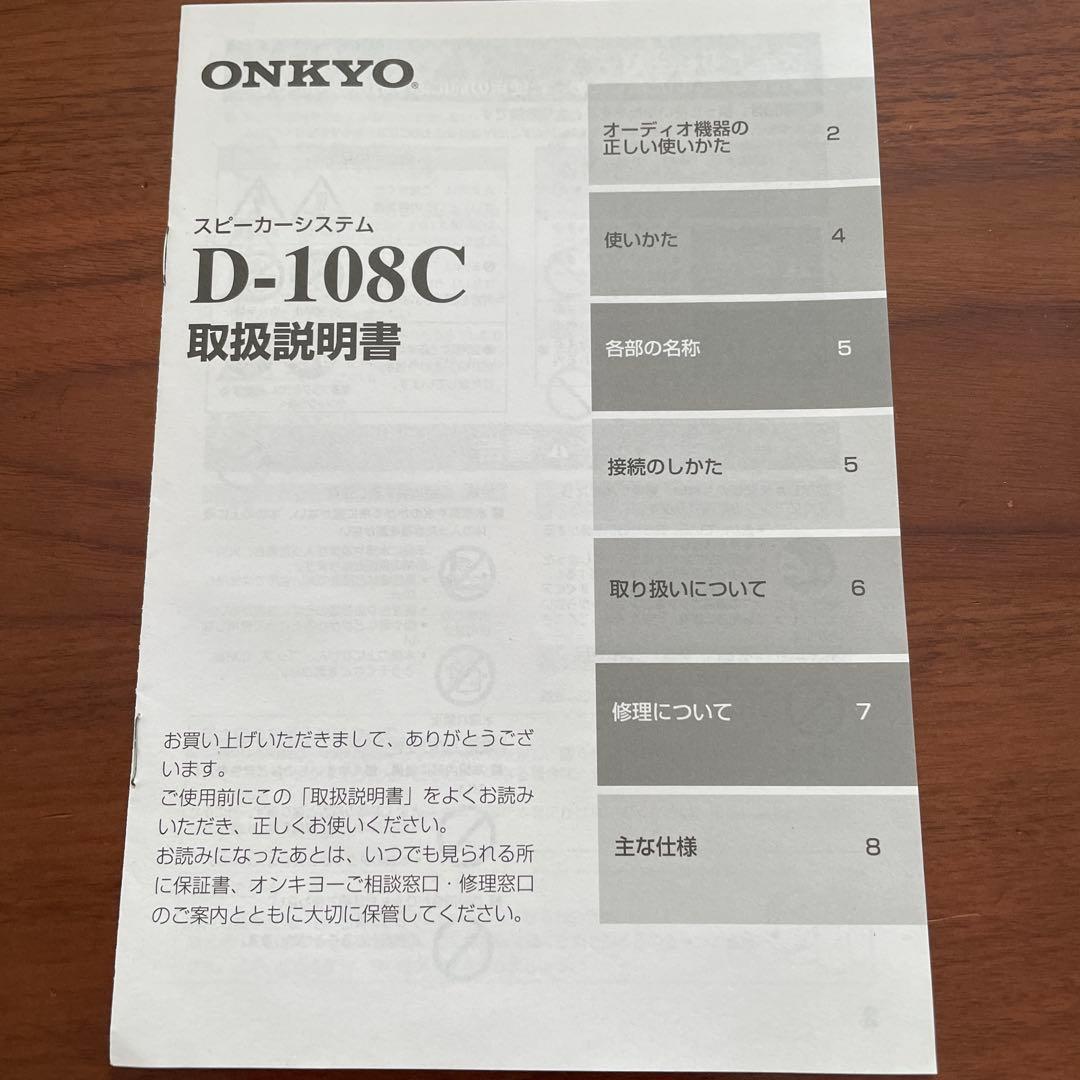 ONKYO®
スピーカーシステム
D-108C
取扱説明書
オーディオ機器の
正しい使いかた 2
使いかた 4
各部の名称 5
接続のしかた 5
取り扱いについて 6
修理について 7
主な仕様 8
お買い上げいただきまして、ありがとうござ
います。
ご使用前にこの「取扱説明書」をよくお読み
いただき、正しくお使いください。
お読みになったあとは、いつでも見られる所
に保証書、オンキヨーご相談窓口・修理窓口
のご案内とともに大切に保管してください。